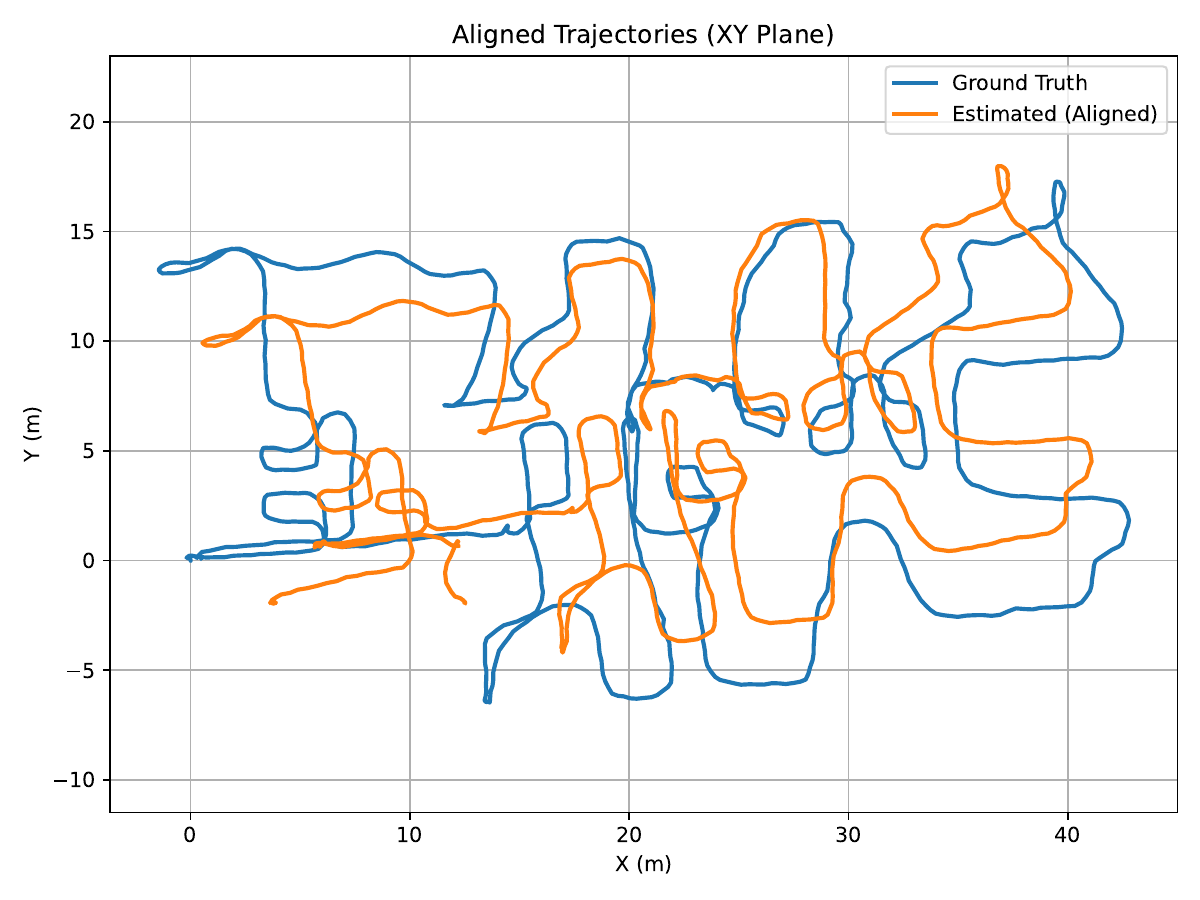 Aligned Trajectories (XY Plane)
Ground Truth
Estimated (Aligned)
20
15
10
5
0
−5
−10
Y (m)
0 10 20 30 40
X (m)